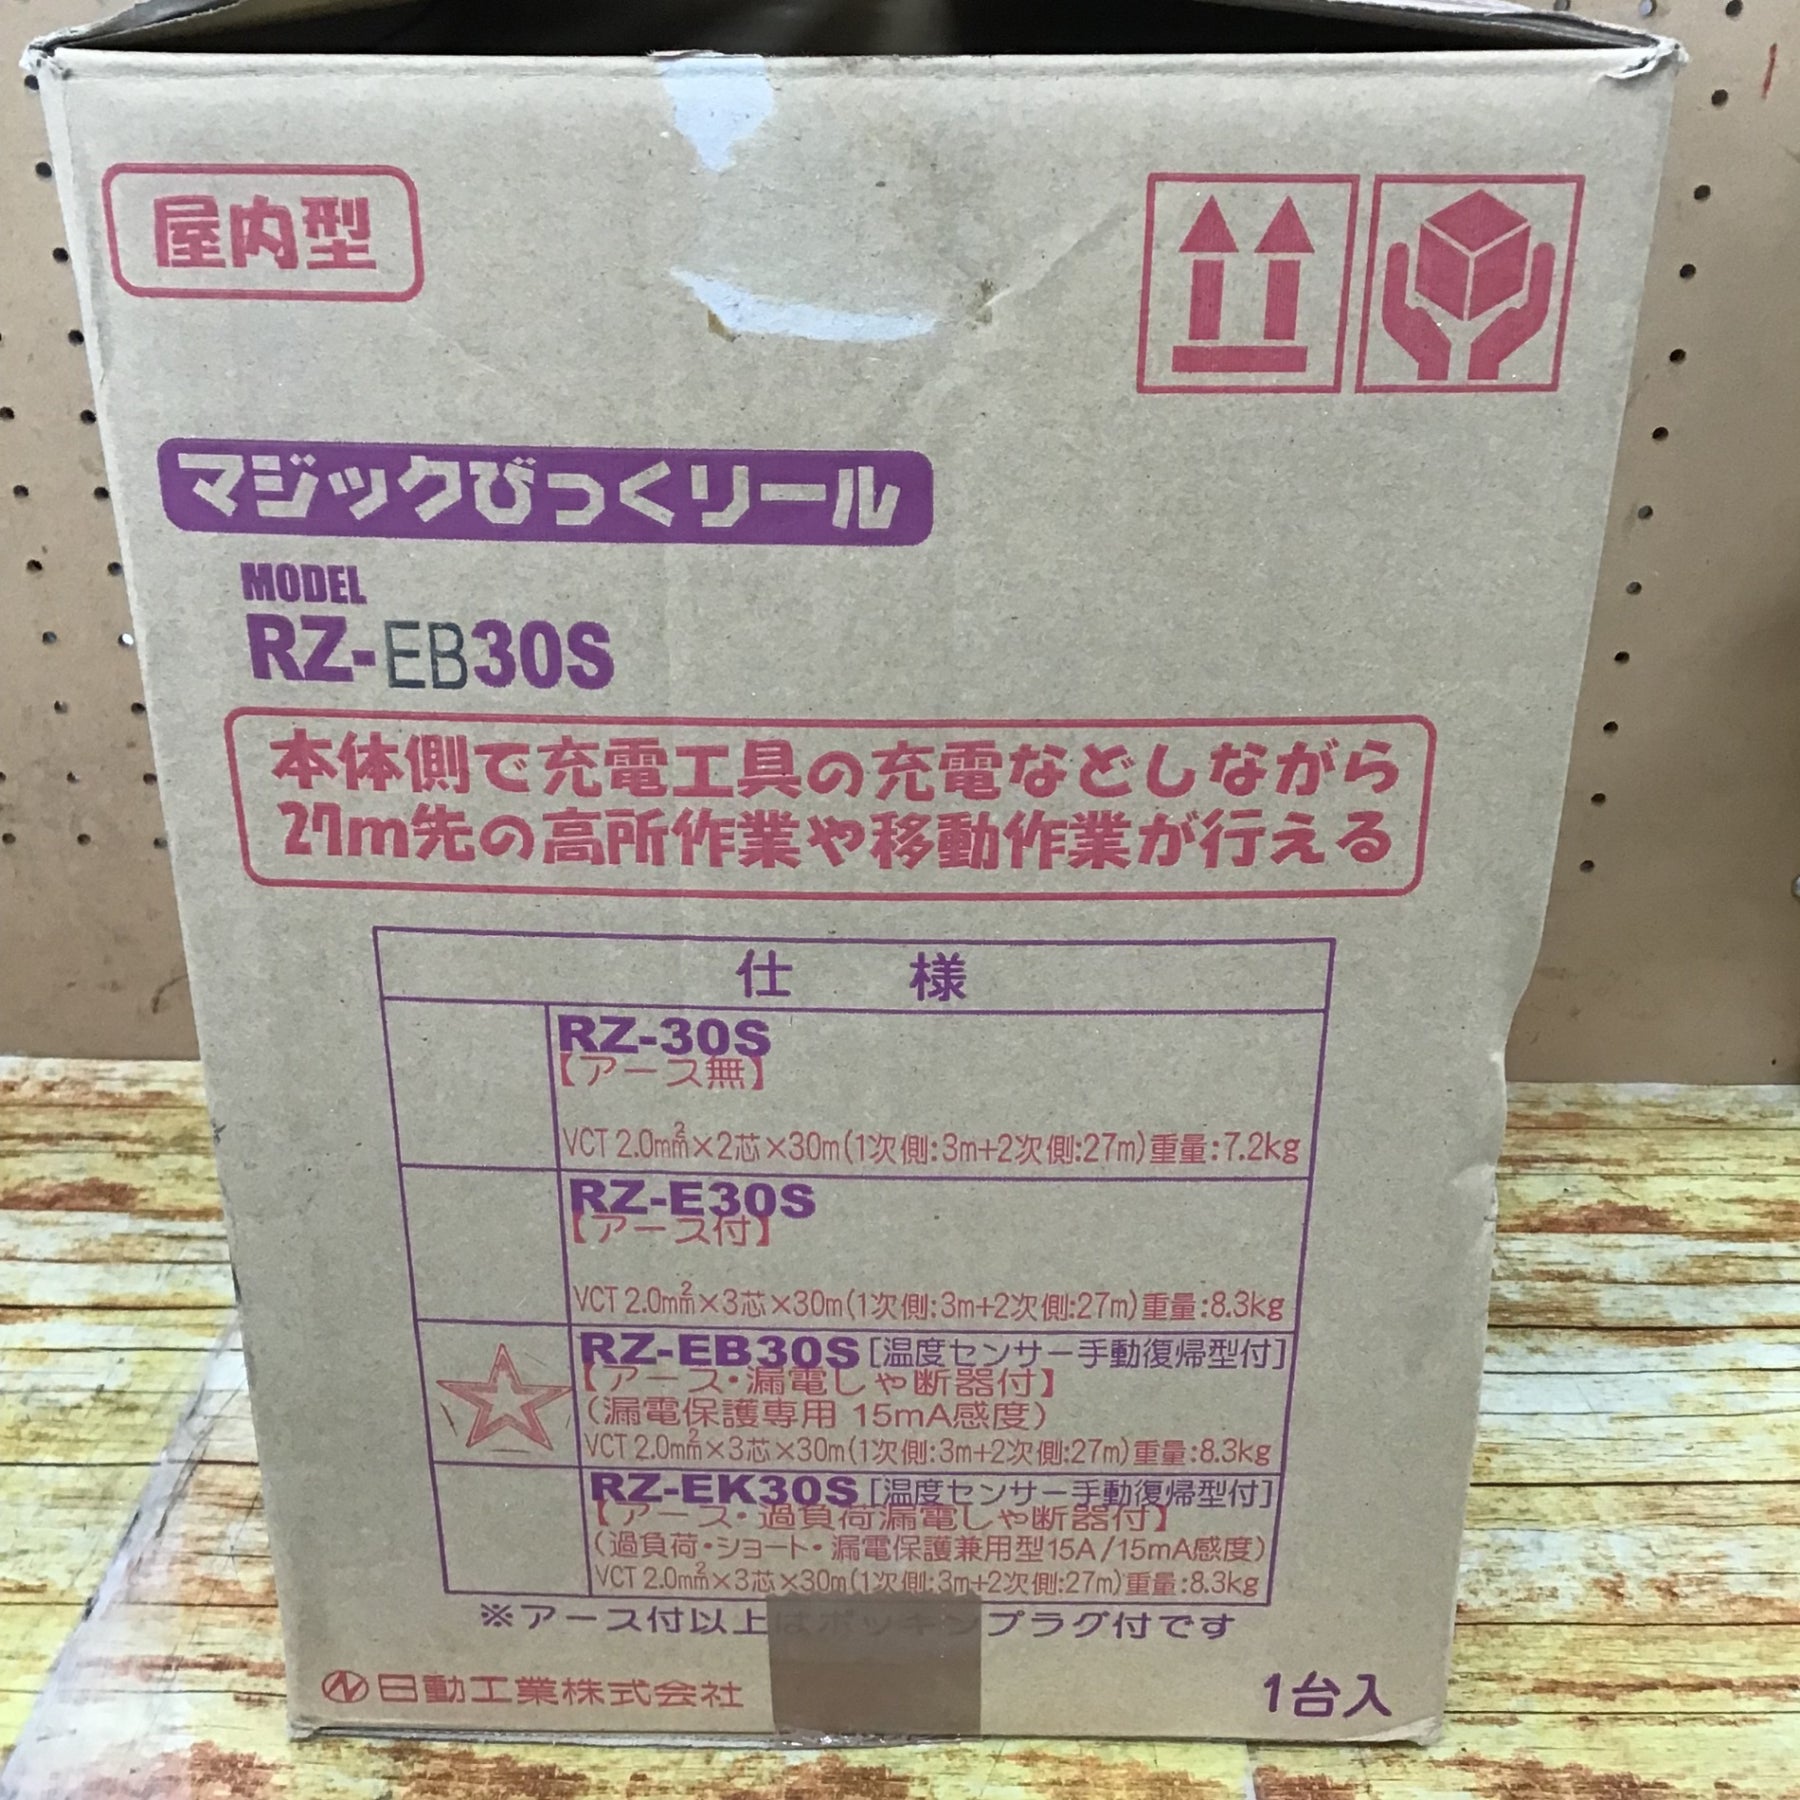 屋内型
マジックびっくリール
MODEL
RZ-EB30S
本体側で充電工具の充電などしながら
27m先の高所作業や移動作業が行える
仕 様
RZ-30S
【アース無】
VCT 2.0mm²×2芯×30m(1次側:3m+2次側:27m)重量:7.2kg
RZ-E30S
【アース付】
VCT 2.0mm²×3芯×30m(1次側:3m+2次側:27m)重量:8.3kg
RZ-EB30S[温度センサー手動復帰型付]
【アース・漏電しゃ断器付】
(漏電保護専用 15mA感度)
VCT 2.0mm²×3芯×30m(1次側:3m+2次側:27m)重量:8.3kg
RZ-EK30S[温度センサー手動復帰型付]
【アース・過負荷漏電しゃ断器付】
(過負荷・ショート・漏電保護兼用型15A/15mA感度)
VCT 2.0mm²×3芯×30m(1次側:3m+2次側:27m)重量:8.3kg
※アース付以上はポッキンプラグ付です
日動工業株式会社
1台入